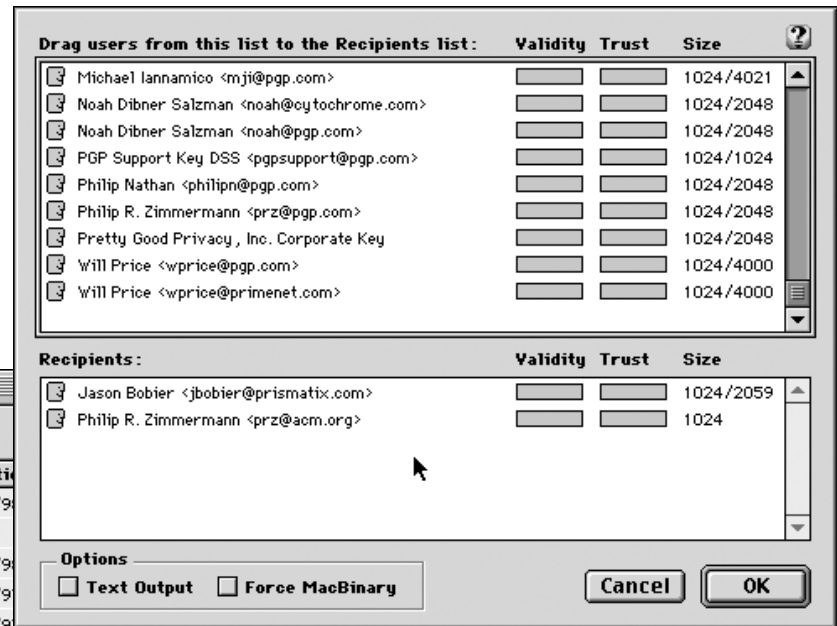 Drag users from this list to the Recipients list: Validity Trust Size ?
Michael Iannamico <mji@pgp.com> 1024/4021
Noah Dibner Salzman <noah@cytochrome.com> 1024/2048
Noah Dibner Salzman <noah@pgp.com> 1024/2048
PGP Support Key DSS <pgpsupport@pgp.com> 1024/1024
Philip Nathan <philipn@pgp.com> 1024/2048
Philip R. Zimmermann <prz@pgp.com> 1024/2048
Pretty Good Privacy, Inc. Corporate Key 1024/2048
Will Price <wprice@pgp.com> 1024/4000
Will Price <wprice@primenet.com> 1024/4000
Recipients: Validity Trust Size
Jason Bobier <jbobier@prismatix.com> 1024/2059
Philip R. Zimmermann <prz@acm.org> 1024
Options
Text Output Force MacBinary Cancel OK